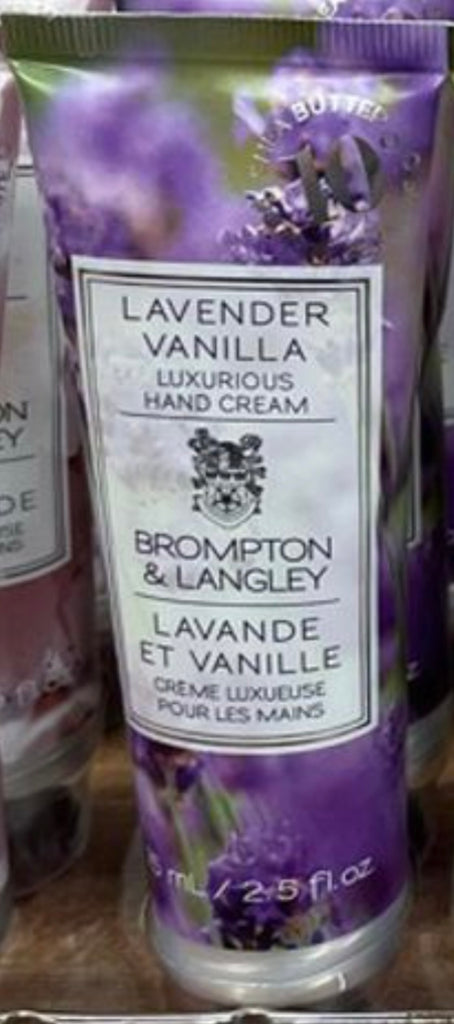 BUTTER
10
LAVENDER
VANILLA
LUXURIOUS
HAND CREAM
BROMPTON
& LANGLEY
LAVANDE
ET VANILLE
CRÈME LUXUEUSE
POUR LES MAINS
mL / 2.5 fl.oz